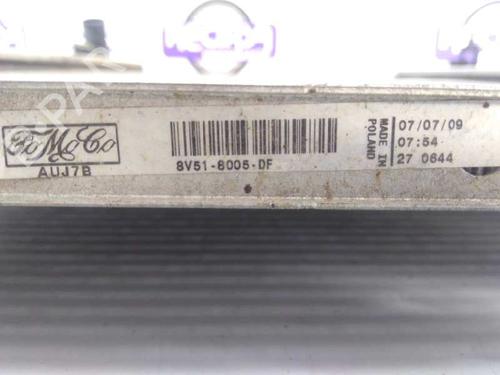 FoMoCo
AUJ7B
8V51-8005-DF
MADE IN
POLAND
07/07/09
07:54
27 0644